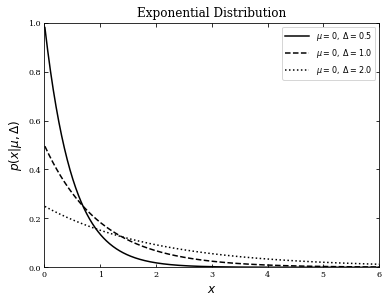 Exponential Distribution
μ = 0, Δ = 0.5
μ = 0, Δ = 1.0
μ = 0, Δ = 2.0
p(x|μ, Δ)
1.0
0.8
0.6
0.4
0.2
0.0
0 1 2 3 4 5 6
x